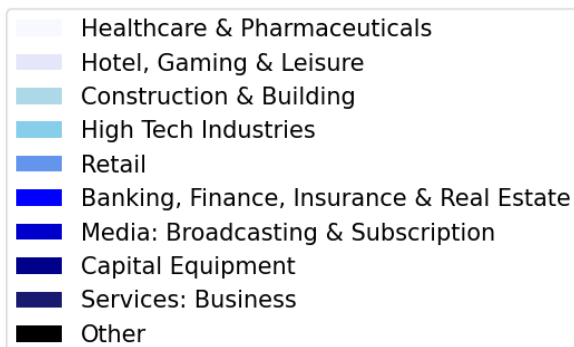 Healthcare & Pharmaceuticals
Hotel, Gaming & Leisure
Construction & Building
High Tech Industries
Retail
Banking, Finance, Insurance & Real Estate
Media: Broadcasting & Subscription
Capital Equipment
Services: Business
Other